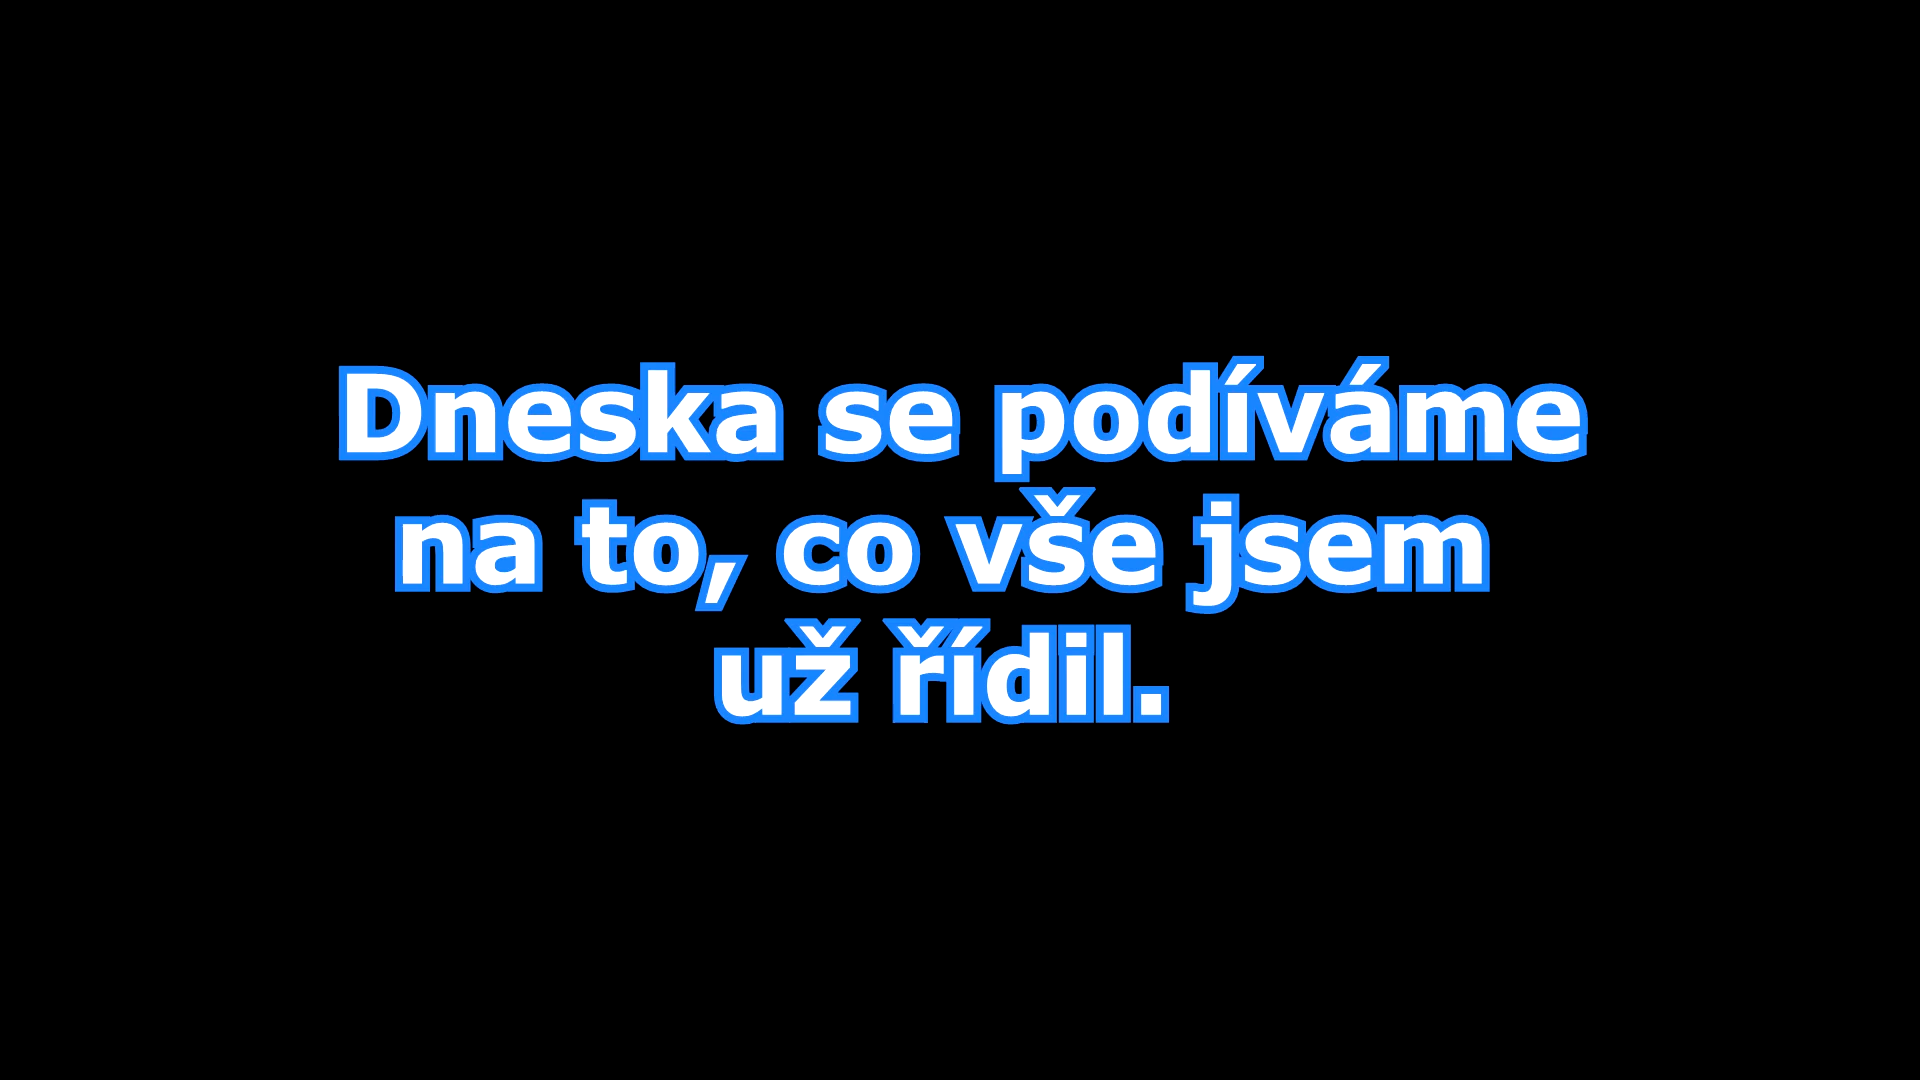 Dneska se podíváme
na to, co vše jsem
už řídil.